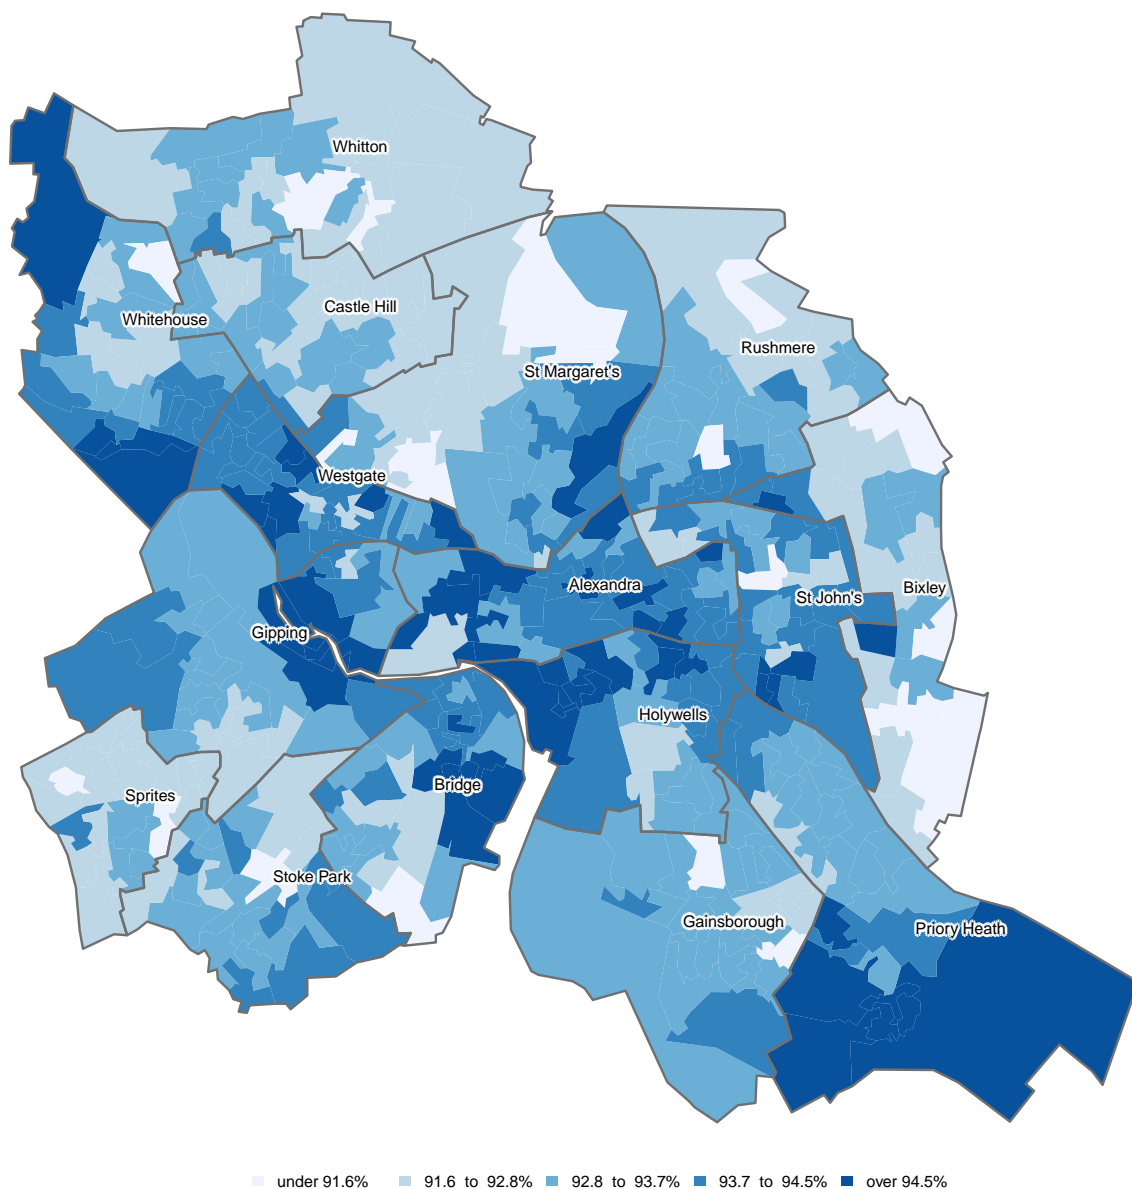 Whitton
Castle Hill
Whitehouse
Rushmere
St Margaret's
Westgate
Alexandra
St John's
Bixley
Gipping
Holywells
Bridge
Sprites
Stoke Park
Gainsborough
Priory Heath
under 91.6% 91.6 to 92.8% 92.8 to 93.7% 93.7 to 94.5% over 94.5%